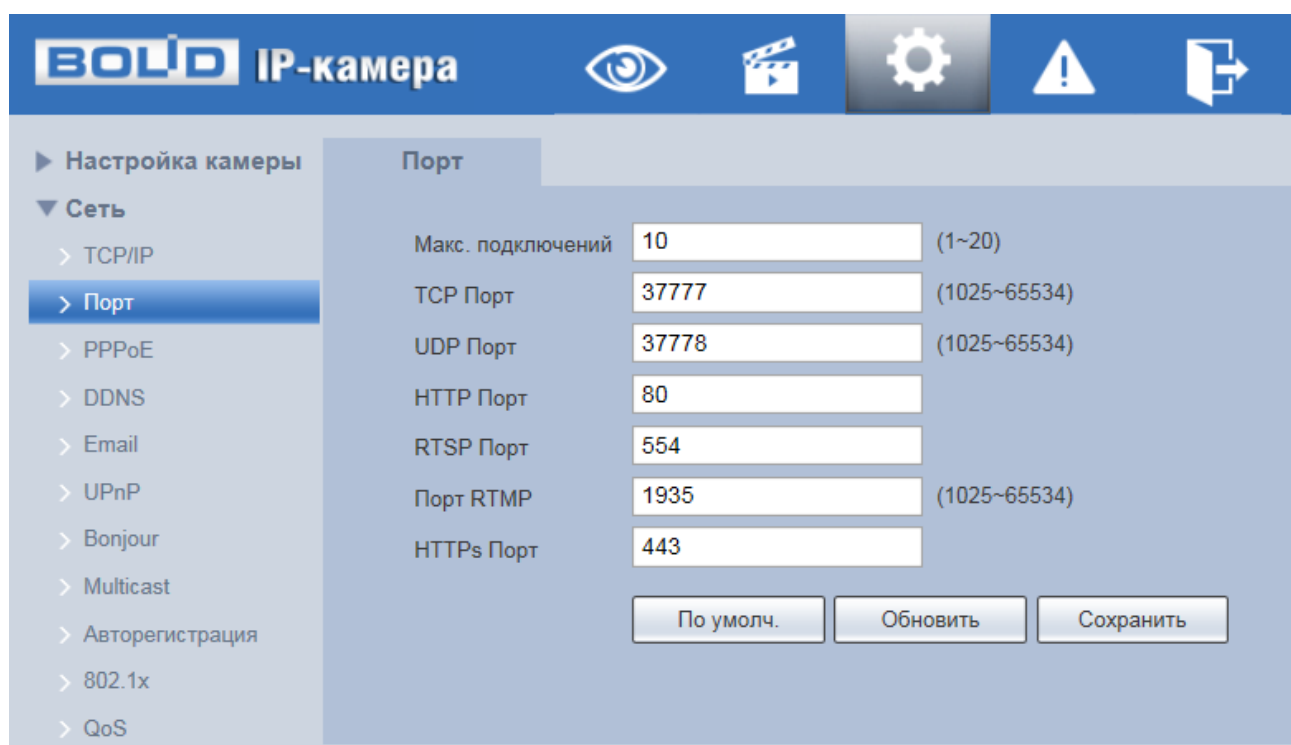 BOLID IP-камера
Настройка камеры
Порт
Сеть
TCP/IP
Порт
PPPoE
DDNS
Email
UPnP
Bonjour
Multicast
Авторегистрация
802.1x
QoS
Макс. подключений 10 (1~20)
TCP Порт 37777 (1025~65534)
UDP Порт 37778 (1025~65534)
HTTP Порт 80
RTSP Порт 554
Порт RTMP 1935 (1025~65534)
HTTPs Порт 443
По умолч. Обновить Сохранить